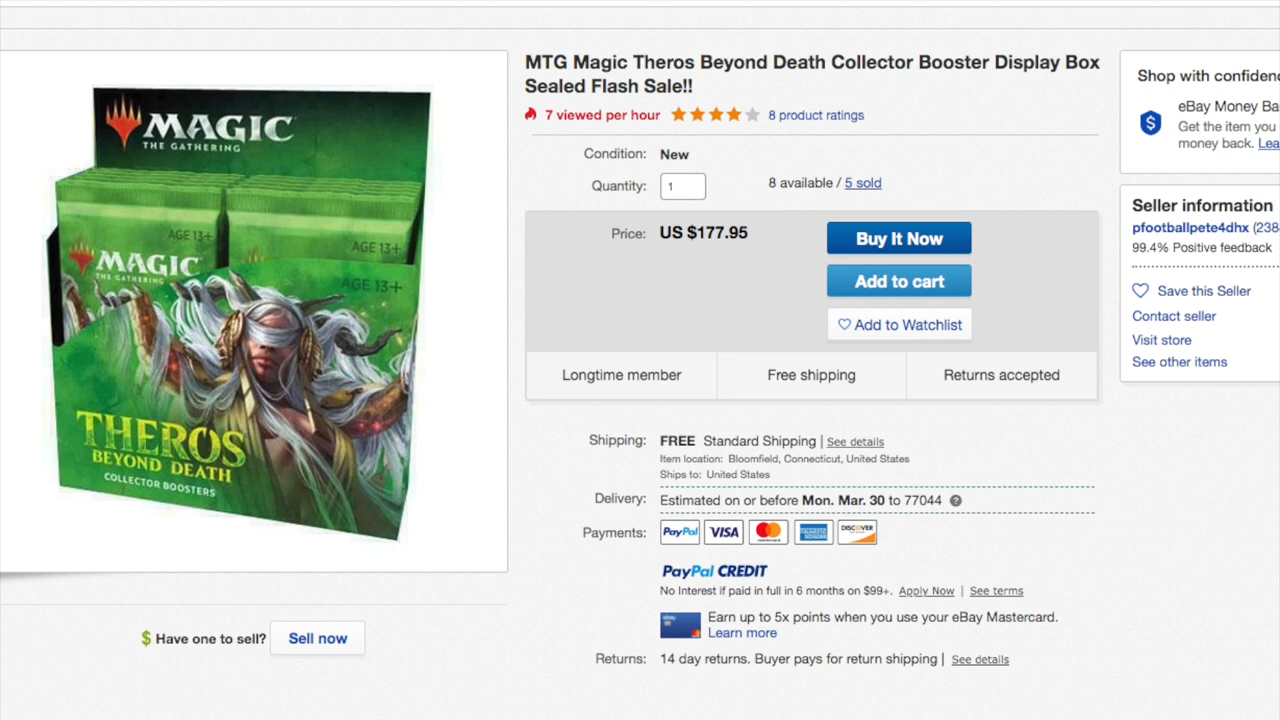 MAGIC
THE GATHERING
AGE 13+
AGE 13+
MAGIC
THE GATHERING
AGE 13+
THEROS
BEYOND DEATH
COLLECTOR BOOSTERS
$ Have one to sell? Sell now
MTG Magic Theros Beyond Death Collector Booster Display Box
Sealed Flash Sale!!
7 viewed per hour 8 product ratings
Condition: New
Quantity: 1 8 available / 5 sold
Price: US $177.95
Buy It Now
Add to cart
Add to Watchlist
Longtime member Free shipping Returns accepted
Shipping: FREE Standard Shipping | See details
Item location: Bloomfield, Connecticut, United States
Ships to: United States
Delivery: Estimated on or before Mon. Mar. 30 to 77044 ?
Payments: PayPal VISA MasterCard AMERICAN EXPRESS DISCOVER
PayPal CREDIT
No Interest if paid in full in 6 months on $99+. Apply Now | See terms
ebay
Earn up to 5x points when you use your eBay Mastercard.
Learn more
Returns: 14 day returns. Buyer pays for return shipping | See details
Shop with confidenc
$
eBay Money Ba
Get the item you
money back. Lea
Seller information
pfootballpete4dhx (238
99.4% Positive feedback
Save this Seller
Contact seller
Visit store
See other items